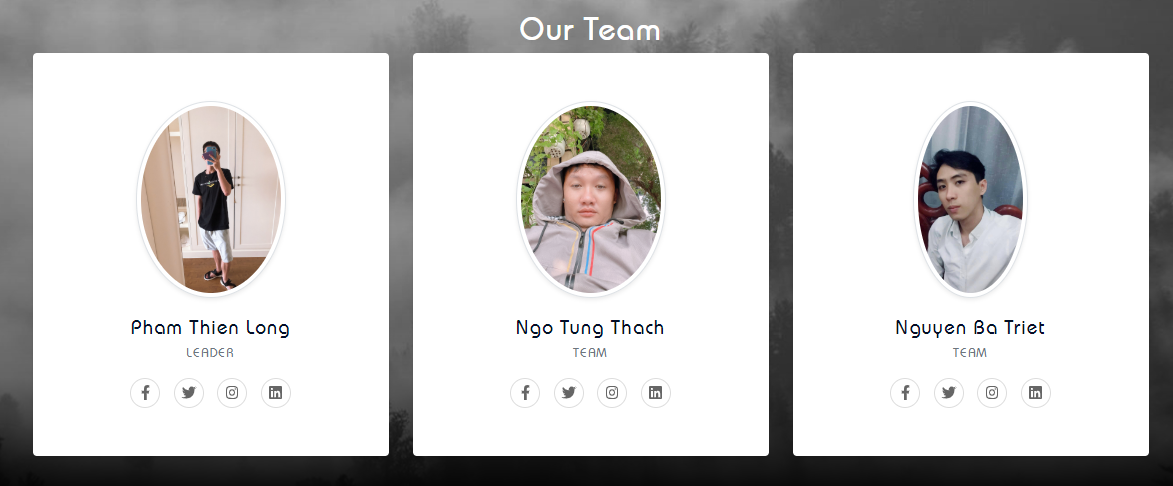 Our Team
Pham Thien Long
LEADER
Ngo Tung Thach
TEAM
Nguyen Ba Triet
TEAM